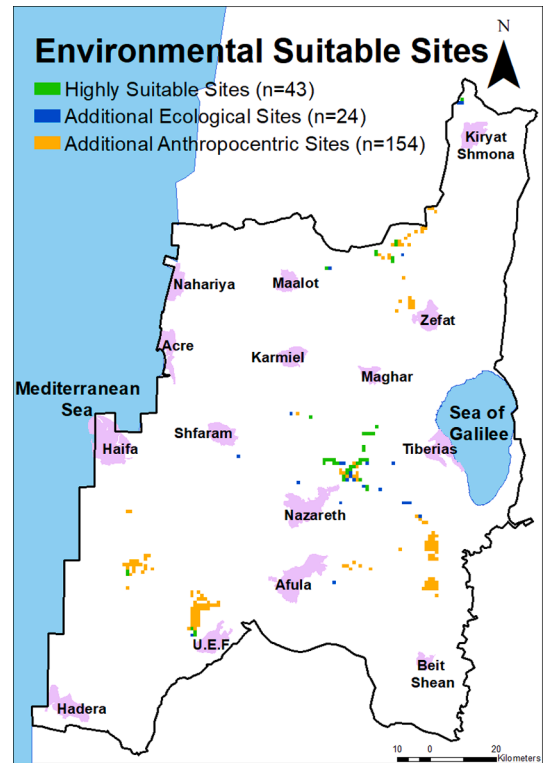 Environmental Suitable Sites
N
Highly Suitable Sites (n=43)
Additional Ecological Sites (n=24)
Additional Anthropocentric Sites (n=154)
Kiryat
Shmona
Nahariya
Maalot
Zefat
Acre
Karmiel
Maghar
Mediterranean
Sea
Sea of
Galilee
Shfaram
Haifa
Tiberias
Nazareth
Afula
U.E.F
Beit
Shean
Hadera
10 0 20
Kilometers